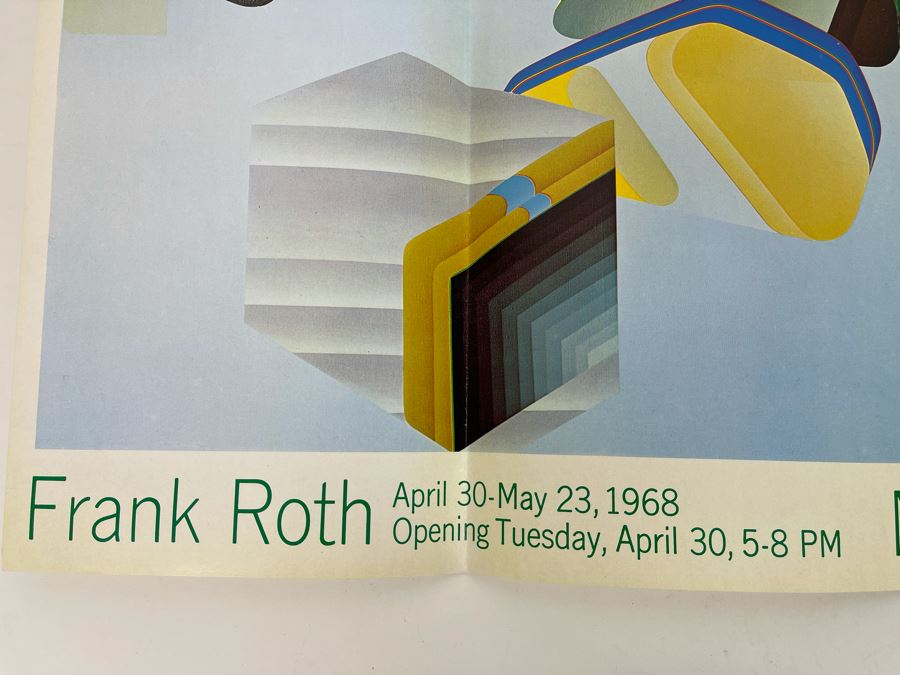 Frank Roth
April 30-May 23, 1968
Opening Tuesday, April 30, 5-8 PM